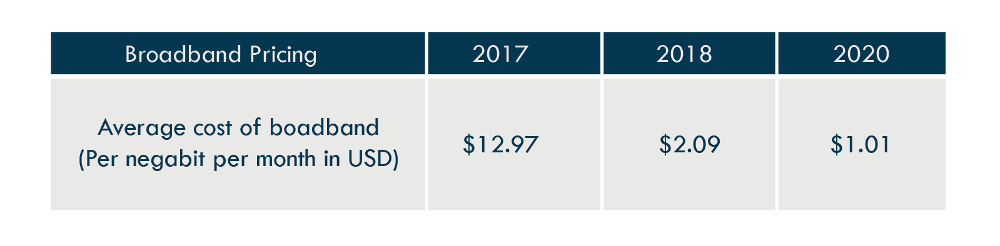 Broadband Pricing 2017 2018 2020
Average cost of boadband
(Per negabit per month in USD)
$12.97 $2.09 $1.01